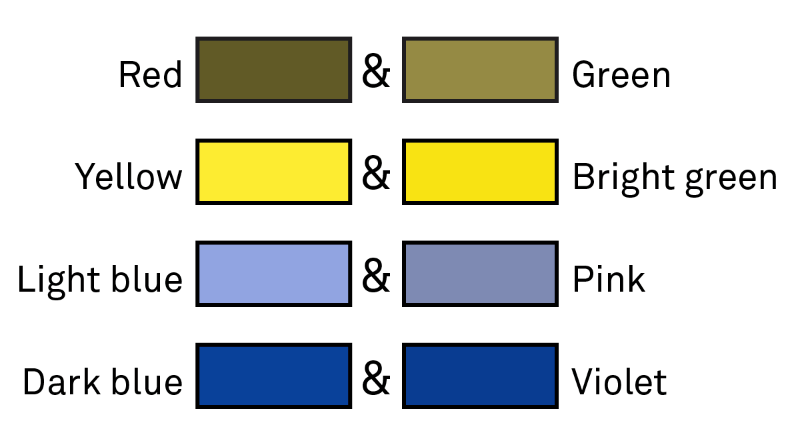 Red & Green
Yellow & Bright green
Light blue & Pink
Dark blue & Violet